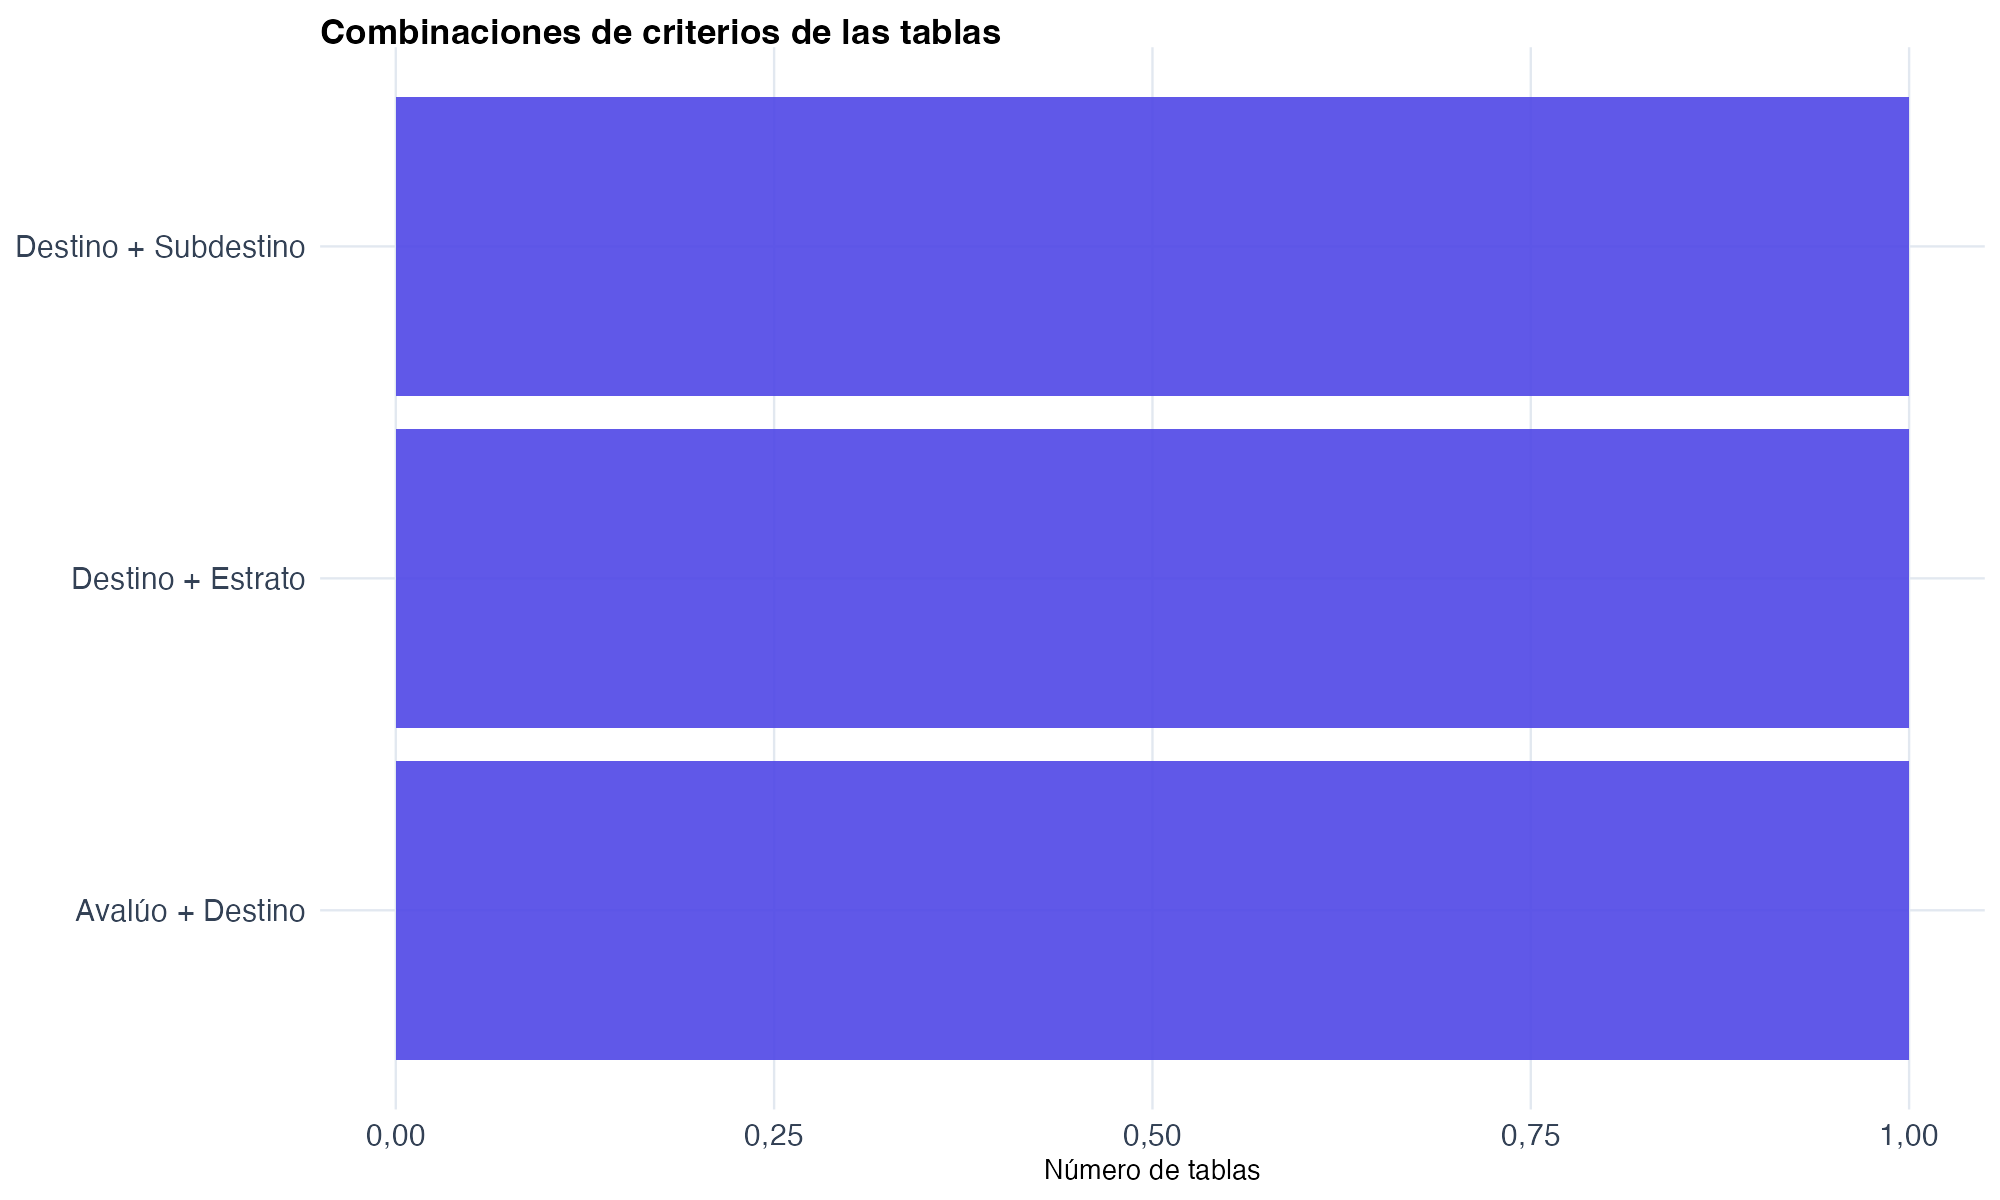 Combinaciones de criterios de las tablas
Destino + Subdestino
Destino + Estrato
Avalúo + Destino
0,00 0,25 0,50 0,75 1,00
Número de tablas